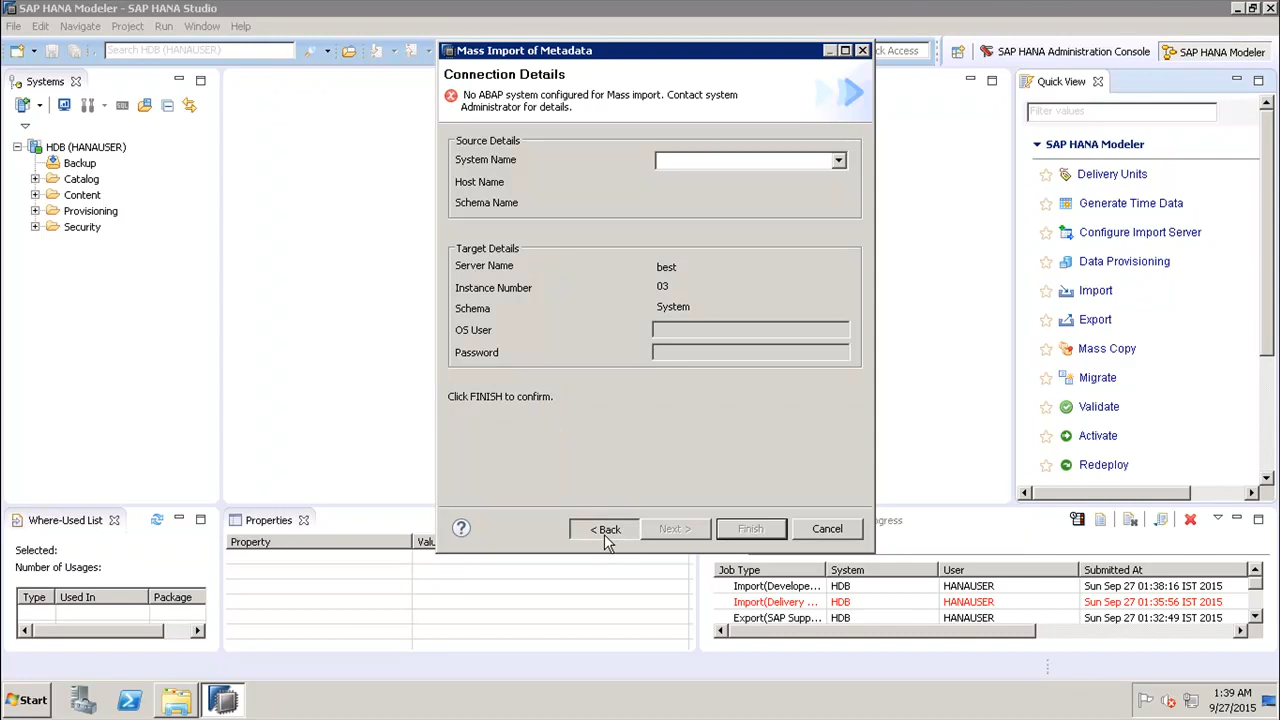 SAP HANA Modeler - SAP HANA Studio
File Edit Navigate Project Run Window Help
Search HDB (HANAUSER)
ck Access
SAP HANA Administration Console
SAP HANA Modeler
Systems
HDB (HANAUSER)
Backup
Catalog
Content
Provisioning
Security
Mass Import of Metadata
Connection Details
No ABAP system configured for Mass import. Contact system
Administrator for details.
Source Details
System Name
Host Name
Schema Name
Target Details
Server Name best
Instance Number 03
Schema System
OS User
Password
Click FINISH to confirm.
< Back Next > Finish Cancel
Quick View
Filter values
SAP HANA Modeler
Delivery Units
Generate Time Data
Configure Import Server
Data Provisioning
Import
Export
Mass Copy
Migrate
Validate
Activate
Redeploy
Where-Used List
Selected:
Number of Usages:
Type Used In Package
Properties
Property Valu
ogress
Job Type System User Submitted At
Import(Develope... HDB HANAUSER Sun Sep 27 01:38:16 IST 2015
Import(Delivery ... HDB HANAUSER Sun Sep 27 01:35:56 IST 2015
Export(SAP Supp... HDB HANAUSER Sun Sep 27 01:32:49 IST 2015
Start
1:39 AM
9/27/2015